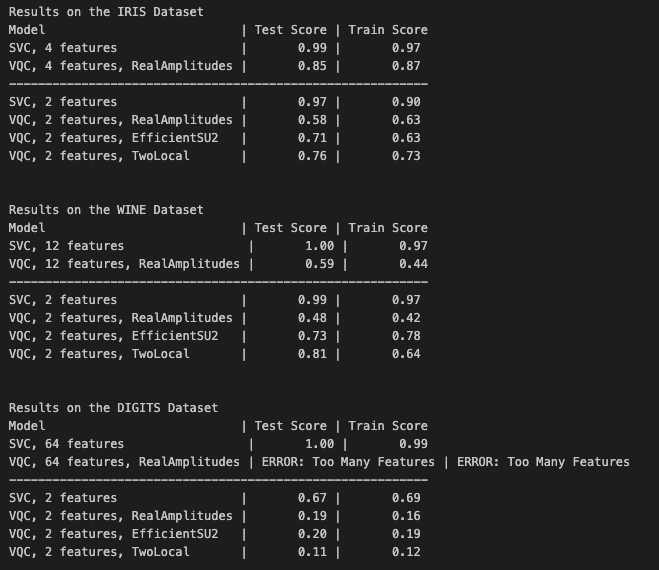 Results on the IRIS Dataset
Model                           | Test Score | Train Score
SVC, 4 features                 |       0.99 |       0.97
VQC, 4 features, RealAmplitudes |       0.85 |       0.87
----------------------------------------------------------
SVC, 2 features                 |       0.97 |       0.90
VQC, 2 features, RealAmplitudes |       0.58 |       0.63
VQC, 2 features, EfficientSU2   |       0.71 |       0.63
VQC, 2 features, TwoLocal       |       0.76 |       0.73
Results on the WINE Dataset
Model                           | Test Score | Train Score
SVC, 12 features                 |       1.00 |       0.97
VQC, 12 features, RealAmplitudes |       0.59 |       0.44
----------------------------------------------------------
SVC, 2 features                 |       0.99 |       0.97
VQC, 2 features, RealAmplitudes |       0.48 |       0.42
VQC, 2 features, EfficientSU2   |       0.73 |       0.78
VQC, 2 features, TwoLocal       |       0.81 |       0.64
Results on the DIGITS Dataset
Model                           | Test Score | Train Score
SVC, 64 features                 |       1.00 |       0.99
VQC, 64 features, RealAmplitudes | ERROR: Too Many Features | ERROR: Too Many Features
----------------------------------------------------------
SVC, 2 features                 |       0.67 |       0.69
VQC, 2 features, RealAmplitudes |       0.19 |       0.16
VQC, 2 features, EfficientSU2   |       0.20 |       0.19
VQC, 2 features, TwoLocal       |       0.11 |       0.12